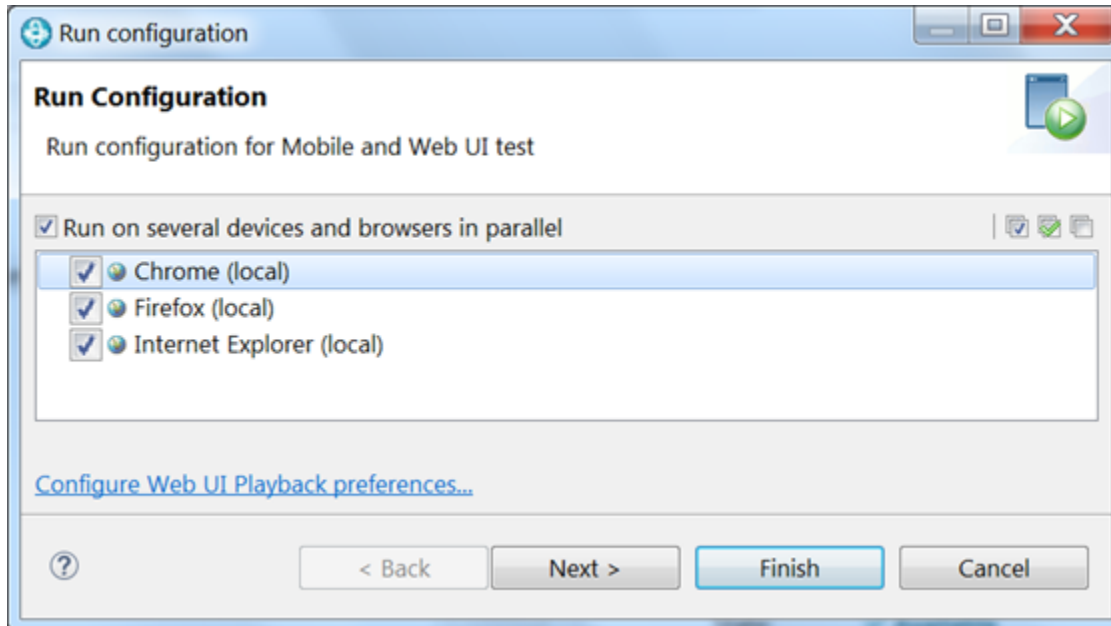 Run configuration
Run Configuration
Run configuration for Mobile and Web UI test
Run on several devices and browsers in parallel
Chrome (local)
Firefox (local)
Internet Explorer (local)
Configure Web UI Playback preferences...
? < Back Next > Finish Cancel